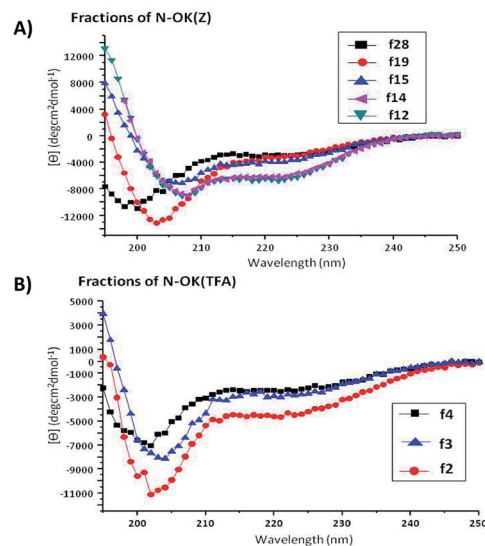 A)
Fractions of N-OK(Z)
f28
f19
f15
f14
f12
[θ] (degcm²dmol⁻¹)
12000
8000
4000
0
-4000
-8000
-12000
200 210 220 230 240 250
Wavelength (nm)
B)
Fractions of N-OK(TFA)
[θ] (degcm²dmol⁻¹)
5000
3000
1000
-1000
-3000
-5000
-7000
-9000
-11000
f4
f3
f2
200 210 220 230 240 250
Wavelength (nm)